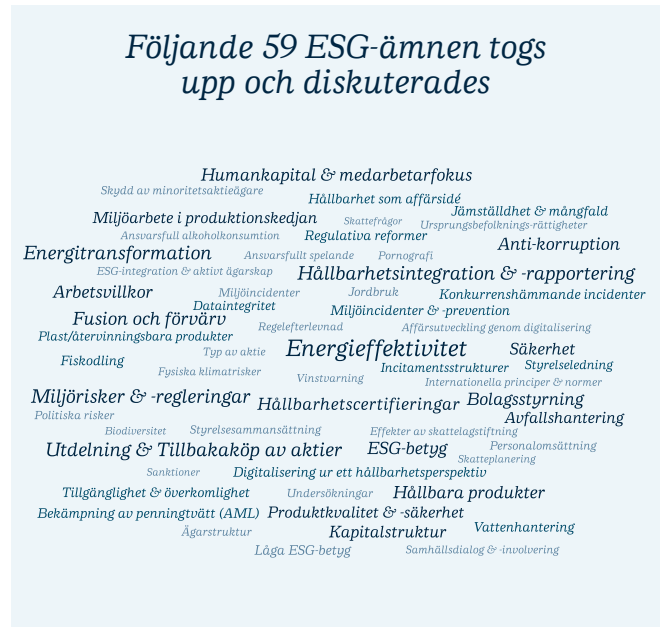 Följande 59 ESG-ämnen togs
upp och diskuterades
Humankapital & medarbetarfokus
Skydd av minoritetsaktieägare
Hållbarhet som affärsidé
Jämställdhet & mångfald
Miljöarbete i produktionskedjan
Skattefrågor
Ursprungsbefolknings-rättigheter
Ansvarsfull alkoholkonsumtion
Regulativa reformer
Anti-korruption
Energitransformation
Ansvarsfullt spelande
Pornografi
ESG-integration & aktivt ägarskap
Hållbarhetsintegration & -rapportering
Arbetsvillkor
Miljöincidenter
Jordbruk
Konkurrenshämmande incidenter
Dataintegritet
Miljöincidenter & -prevention
Fusion och förvärv
Regelefterlevnad
Affärsutveckling genom digitalisering
Plast/återvinningsbara produkter
Typ av aktie
Energieffektivitet
Säkerhet
Fiskodling
Fysiska klimatrisker
Incitamentsstrukturer
Styrelseledning
Vinstvarning
Internationella principer & normer
Miljörisker & -regleringar
Hållbarhetscertifieringar
Bolagsstyrning
Politiska risker
Avfallshantering
Biodiversitet
Styrelsesammansättning
Effekter av skattelagstiftning
Utdelning & Tillbakaköp av aktier
ESG-betyg
Personalomsättning
Skatteplanering
Sanktioner
Digitalisering ur ett hållbarhetsperspektiv
Tillgänglighet & överkomlighet
Undersökningar
Hållbara produkter
Bekämpning av penningtvätt (AML)
Produktkvalitet & -säkerhet
Ägarstruktur
Kapitalstruktur
Vattenhantering
Låga ESG-betyg
Samhällsdialog & -involvering